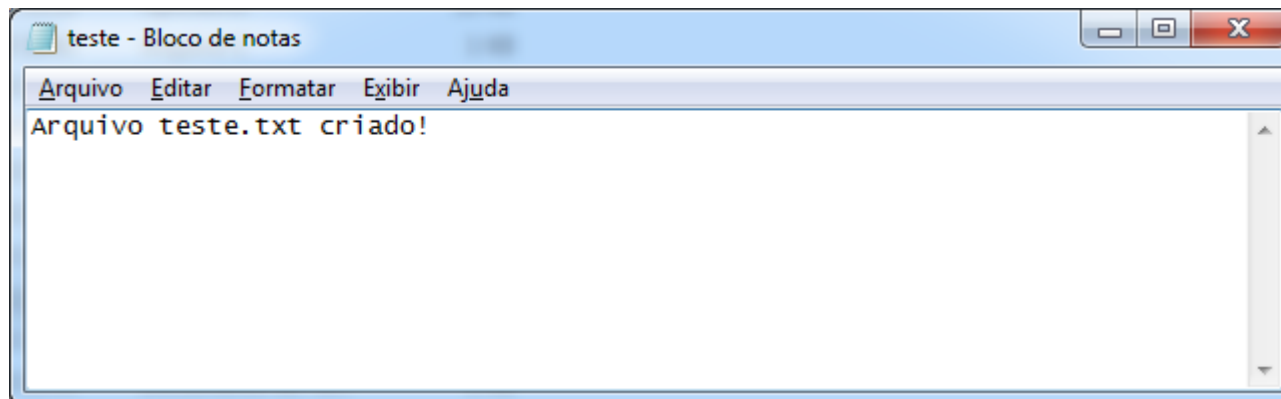 teste - Bloco de notas
Arquivo Editar Formatar Exibir Ajuda
Arquivo teste.txt criado!